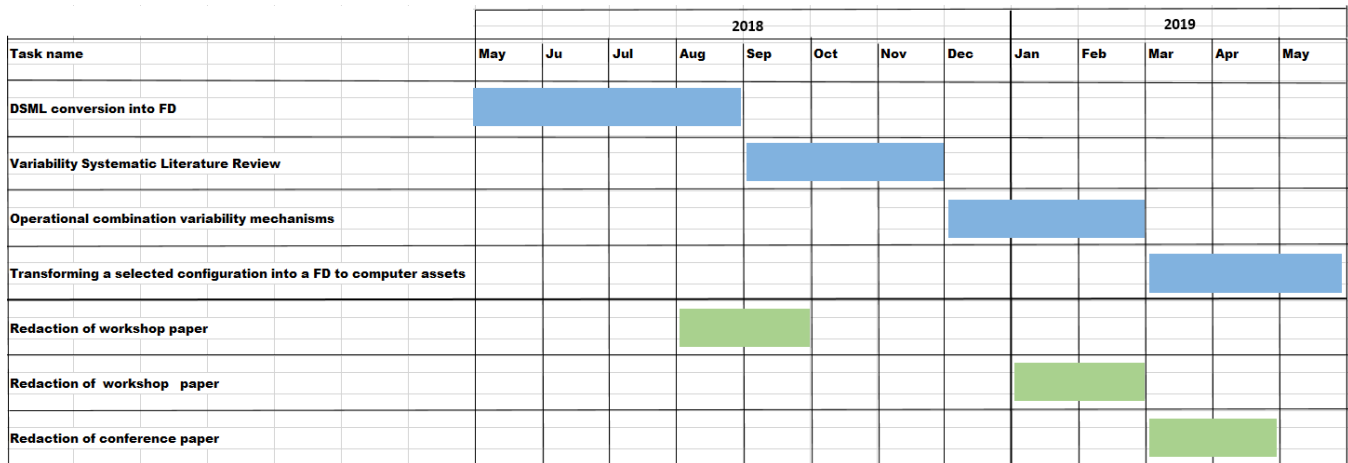 2018 2019
Task name May Ju Jul Aug Sep Oct Nov Dec Jan Feb Mar Apr May
DSML conversion into FD
Variability Systematic Literature Review
Operational combination variability mechanisms
Transforming a selected configuration into a FD to computer assets
Redaction of workshop paper
Redaction of workshop paper
Redaction of conference paper